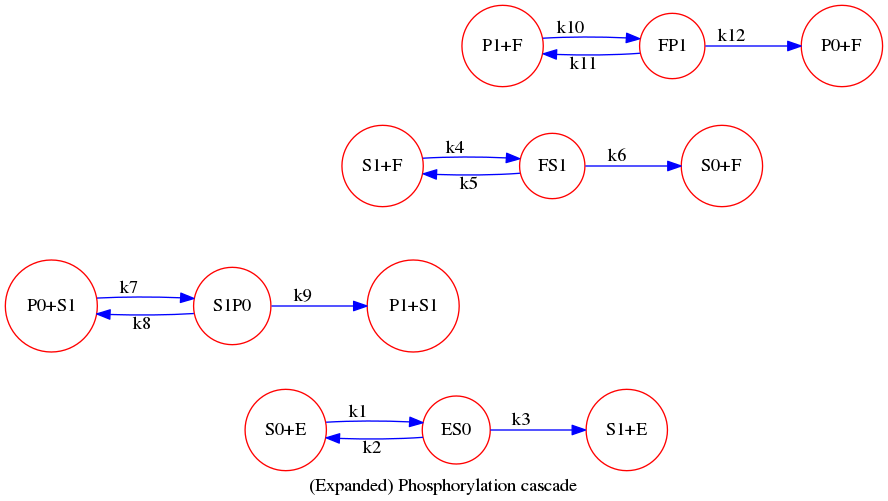 k10
P1+F
FP1
k12
P0+F
k11
k4
S1+F
FS1
k6
S0+F
k5
k7
P0+S1
S1P0
k9
P1+S1
k8
k1
S0+E
ES0
k3
S1+E
k2
(Expanded) Phosphorylation cascade